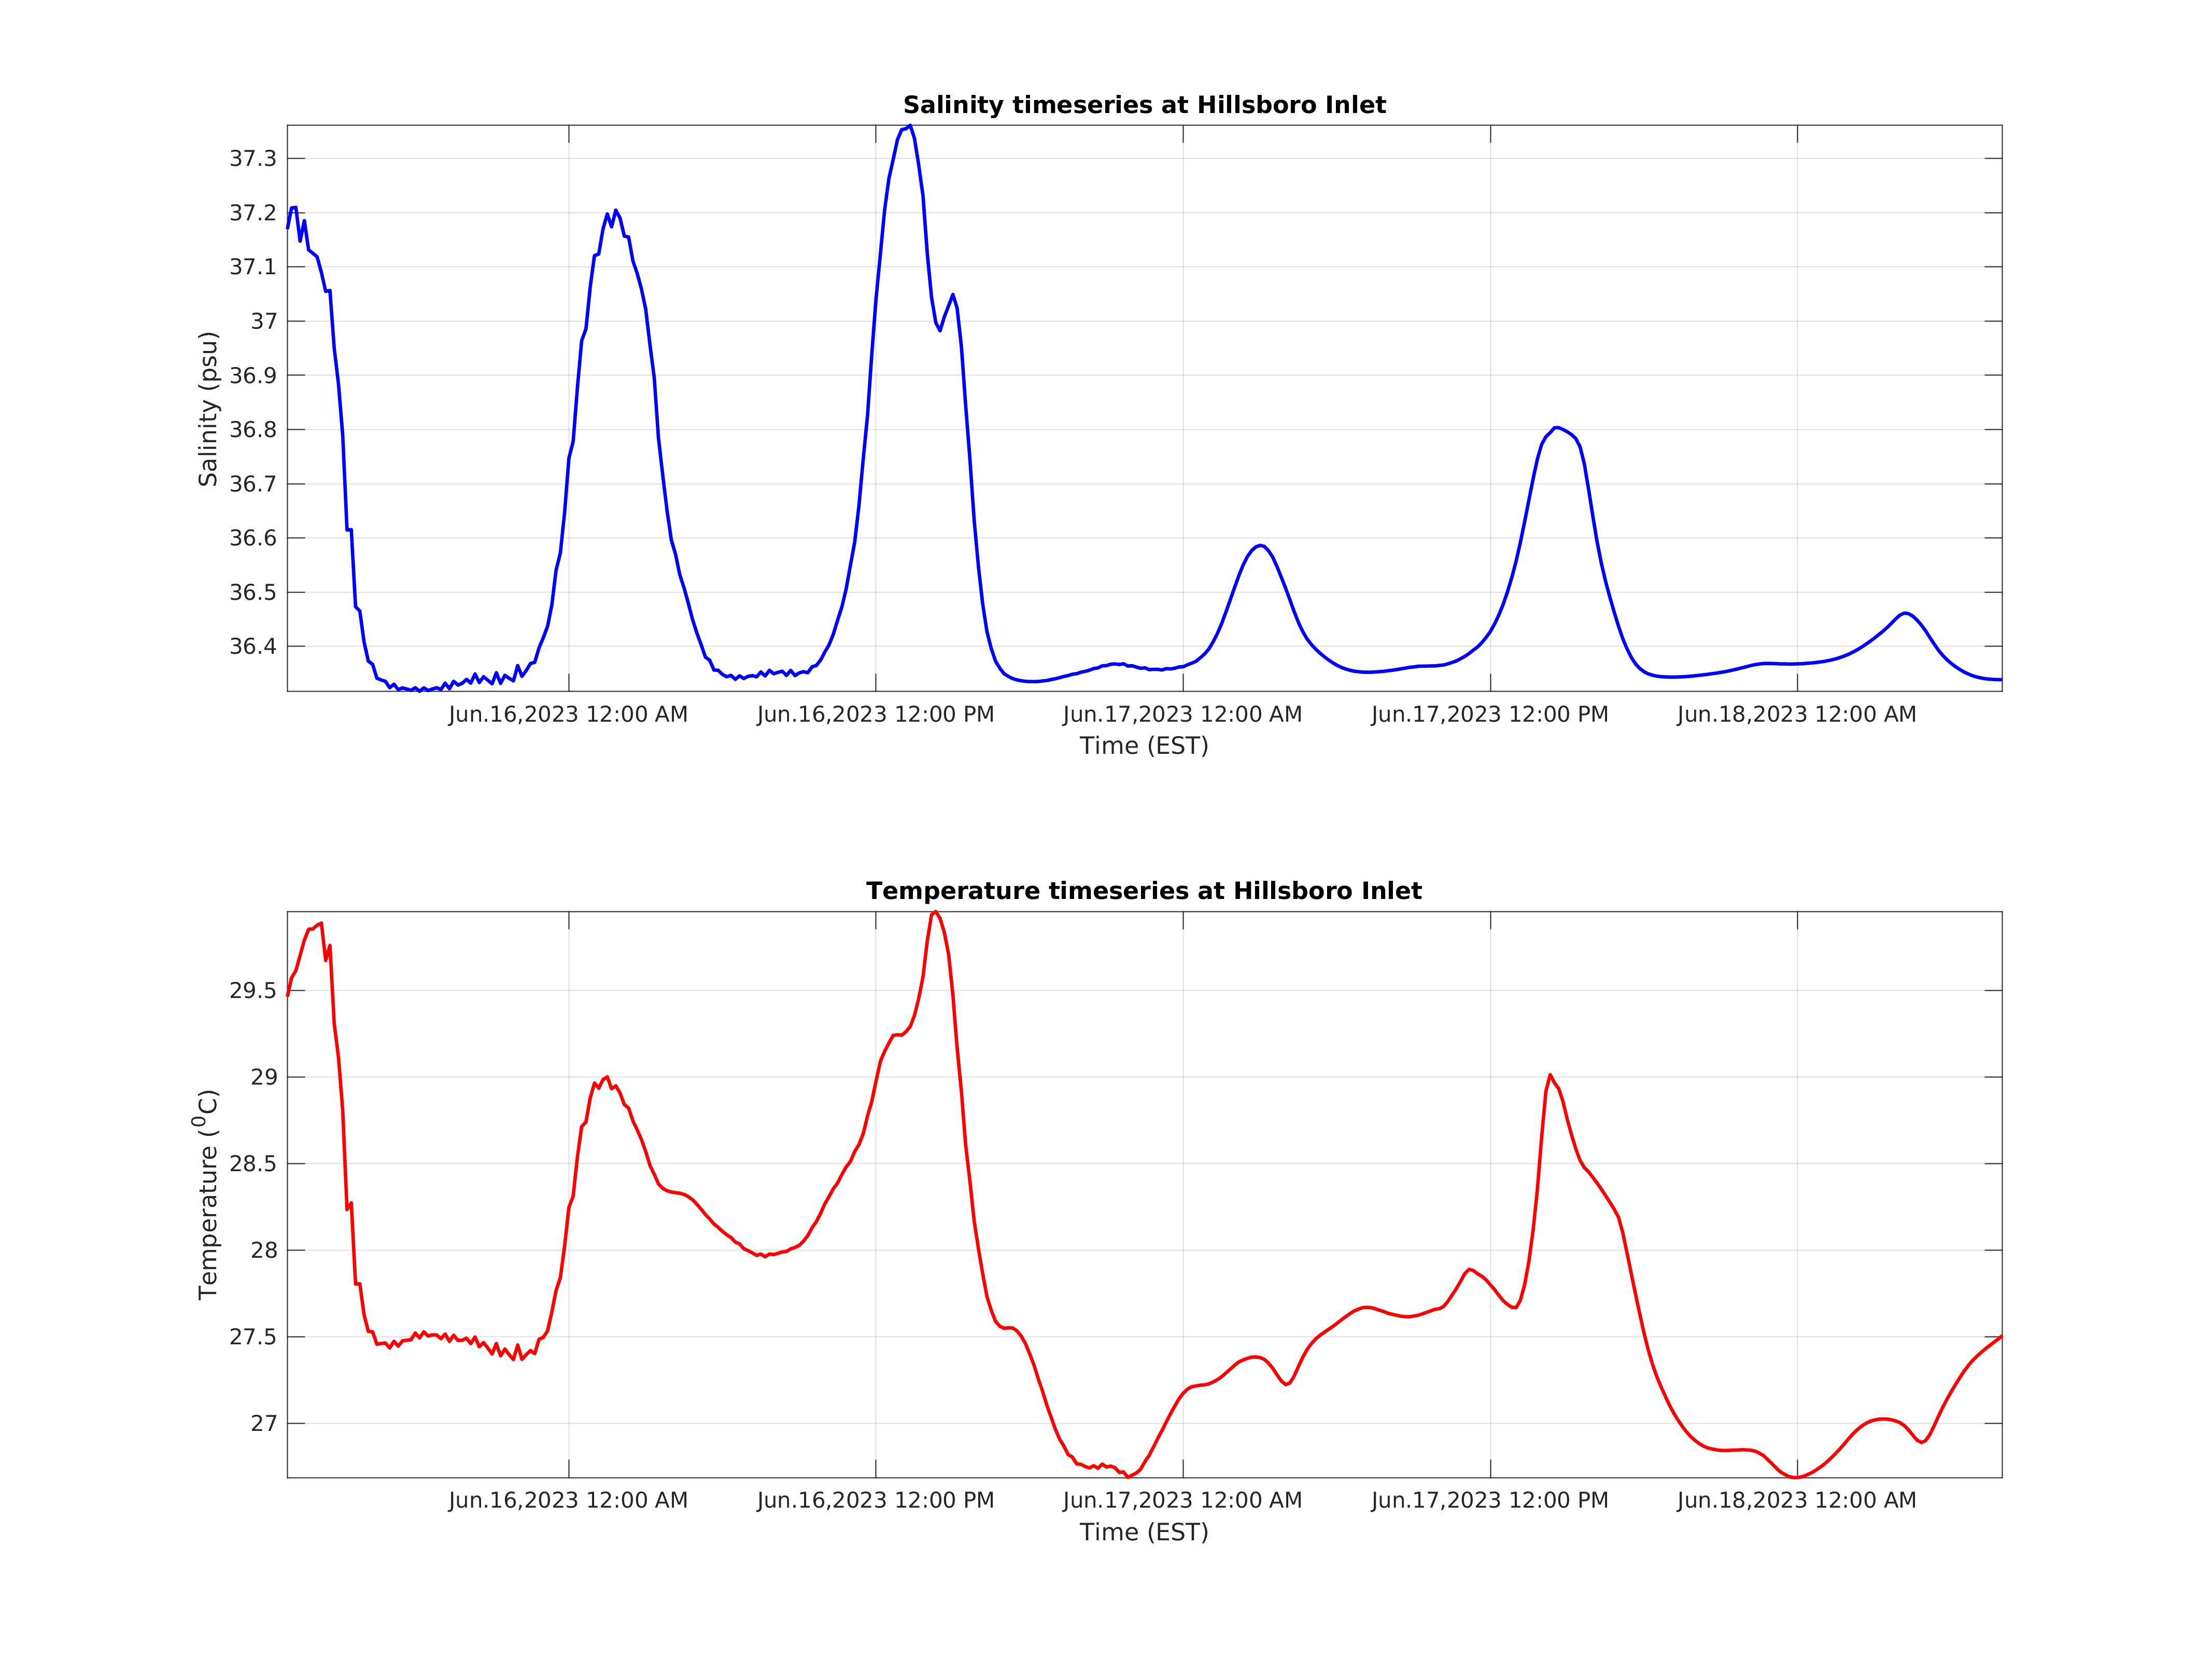 Salinity timeseries at Hillsboro Inlet
37.3
37.2
37.1
37
36.9
36.8
36.7
36.6
36.5
36.4
Salinity (psu)
Jun.16,2023 12:00 AM Jun.16,2023 12:00 PM Jun.17,2023 12:00 AM Jun.17,2023 12:00 PM Jun.18,2023 12:00 AM
Time (EST)
Temperature timeseries at Hillsboro Inlet
29.5
29
28.5
28
27.5
27
Temperature (⁰C)
Jun.16,2023 12:00 AM Jun.16,2023 12:00 PM Jun.17,2023 12:00 AM Jun.17,2023 12:00 PM Jun.18,2023 12:00 AM
Time (EST)